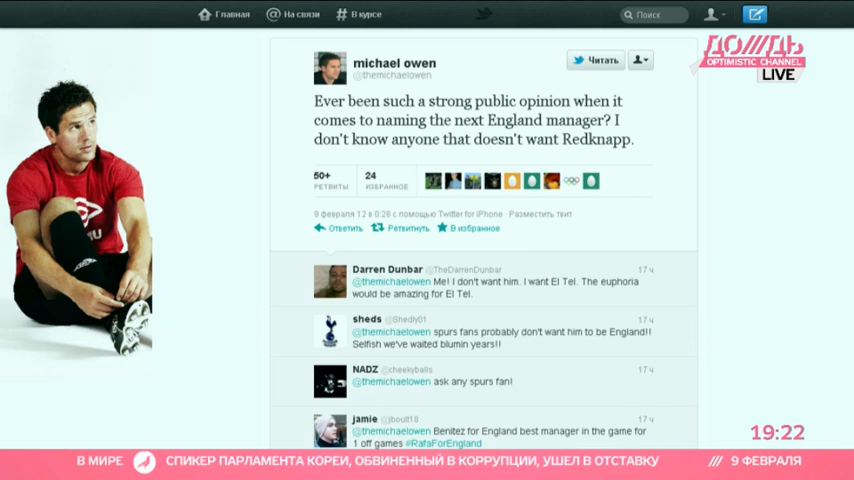 Главная
На связи
В курсе
Поиск
ДОЖДЬ
OPTIMISTIC CHANNEL
LIVE
michael owen
@themichaelowen
Читать
Ever been such a strong public opinion when it
comes to naming the next England manager? I
don't know anyone that doesn't want Redknapp.
50+
РЕТВИТЫ
24
ИЗБРАННОЕ
9 февраля 12 в 0:28 с помощью Twitter for iPhone · Разместить твит
Ответить
Ретвитнуть
В избранное
Darren Dunbar @TheDarrenDunbar 17 ч
@themichaelowen Me! I don't want him. I want El Tel. The euphoria
would be amazing for El Tel.
sheds @Shedly01 17 ч
@themichaelowen spurs fans probably don't want him to be England!!
Selfish we've waited blumin years!!
NADZ @cheekyballs 17 ч
@themichaelowen ask any spurs fan!
jamie @jboult18 17 ч
@themichaelowen Benitez for England best manager in the game for
1 off games #RafaForEngland
19:22
В МИРЕ СПИКЕР ПАРЛАМЕНТА КОРЕИ, ОБВИНЕННЫЙ В КОРРУПЦИИ, УШЕЛ В ОТСТАВКУ /// 9 ФЕВРАЛЯ